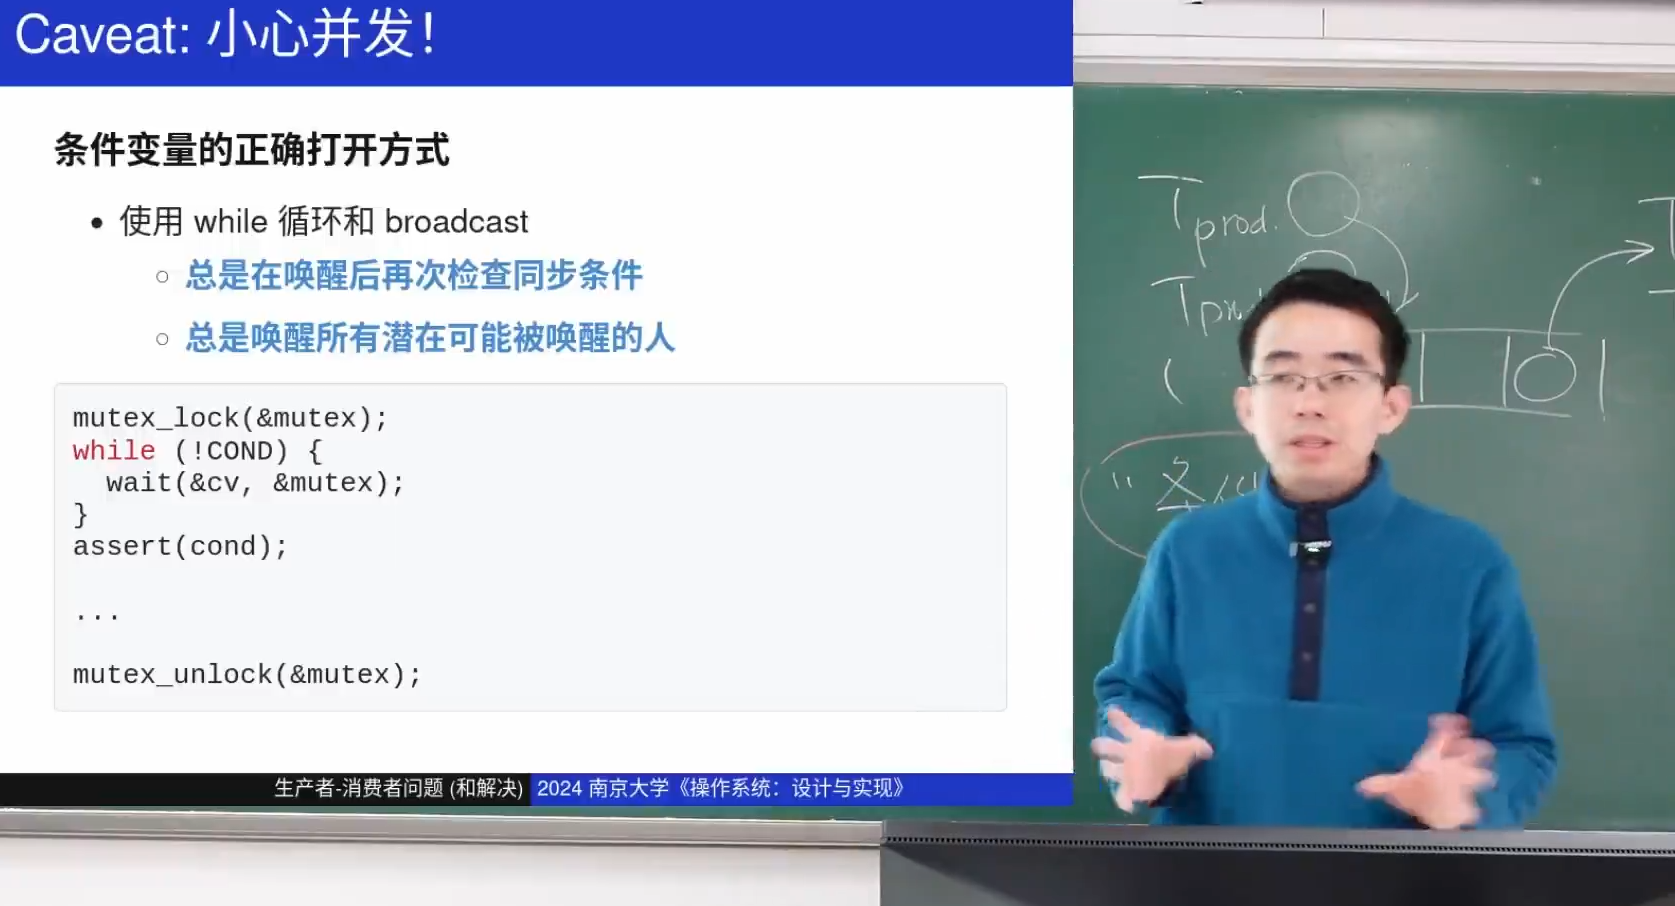 Caveat: 小心并发！
条件变量的正确打开方式
• 使用 while 循环和 broadcast
○ 总是在唤醒后再次检查同步条件
○ 总是唤醒所有潜在可能被唤醒的人
mutex_lock(&mutex);
while (!COND) {
  wait(&cv, &mutex);
}
assert(cond);
...
mutex_unlock(&mutex);
生产者-消费者问题 (和解决) 2024 南京大学《操作系统：设计与实现》
Tprod.